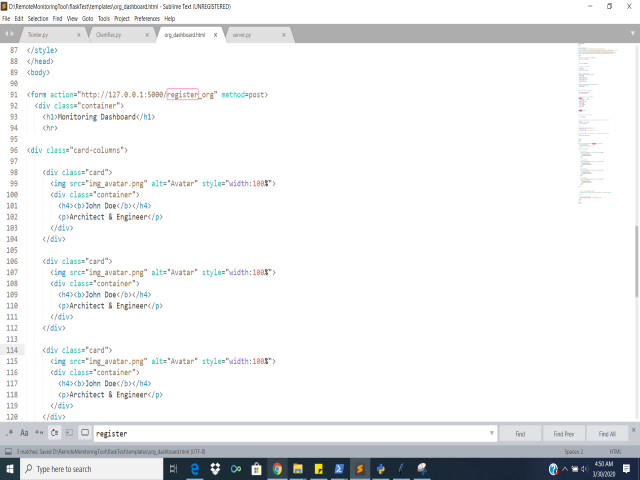 D:\RemoteMonitoringTool\flaskTest\templates\org_dashboard.html - Sublime Text (UNREGISTERED)
File Edit Selection Find View Goto Tools Project Preferences Help
Tkinter.py × ClientRec.py × org_dashboard.html × server.py ×
87 </style>
88 </head>
89 <body>
90
91 <form action="http://127.0.0.1:5000/register_org" method=post>
92 <div class="container">
93 <h1>Monitoring Dashboard</h1>
94 <hr>
95
96 <div class="card-columns">
97
98 <div class="card">
99 <img src="img_avatar.png" alt="Avatar" style="width:100%">
100 <div class="container">
101 <h4><b>John Doe</b></h4>
102 <p>Architect & Engineer</p>
103 </div>
104 </div>
105
106 <div class="card">
107 <img src="img_avatar.png" alt="Avatar" style="width:100%">
108 <div class="container">
109 <h4><b>John Doe</b></h4>
110 <p>Architect & Engineer</p>
111 </div>
112 </div>
113
114 <div class="card">
115 <img src="img_avatar.png" alt="Avatar" style="width:100%">
116 <div class="container">
117 <h4><b>John Doe</b></h4>
118 <p>Architect & Engineer</p>
119 </div>
120 </div>
.* Aa "" register Find Find Prev Find All
3 matches: Saved D:\RemoteMonitoringTool\flaskTest\templates\org_dashboard.html (UTF-8) Spaces: 2 HTML
Type here to search
4:50 AM
3/30/2020